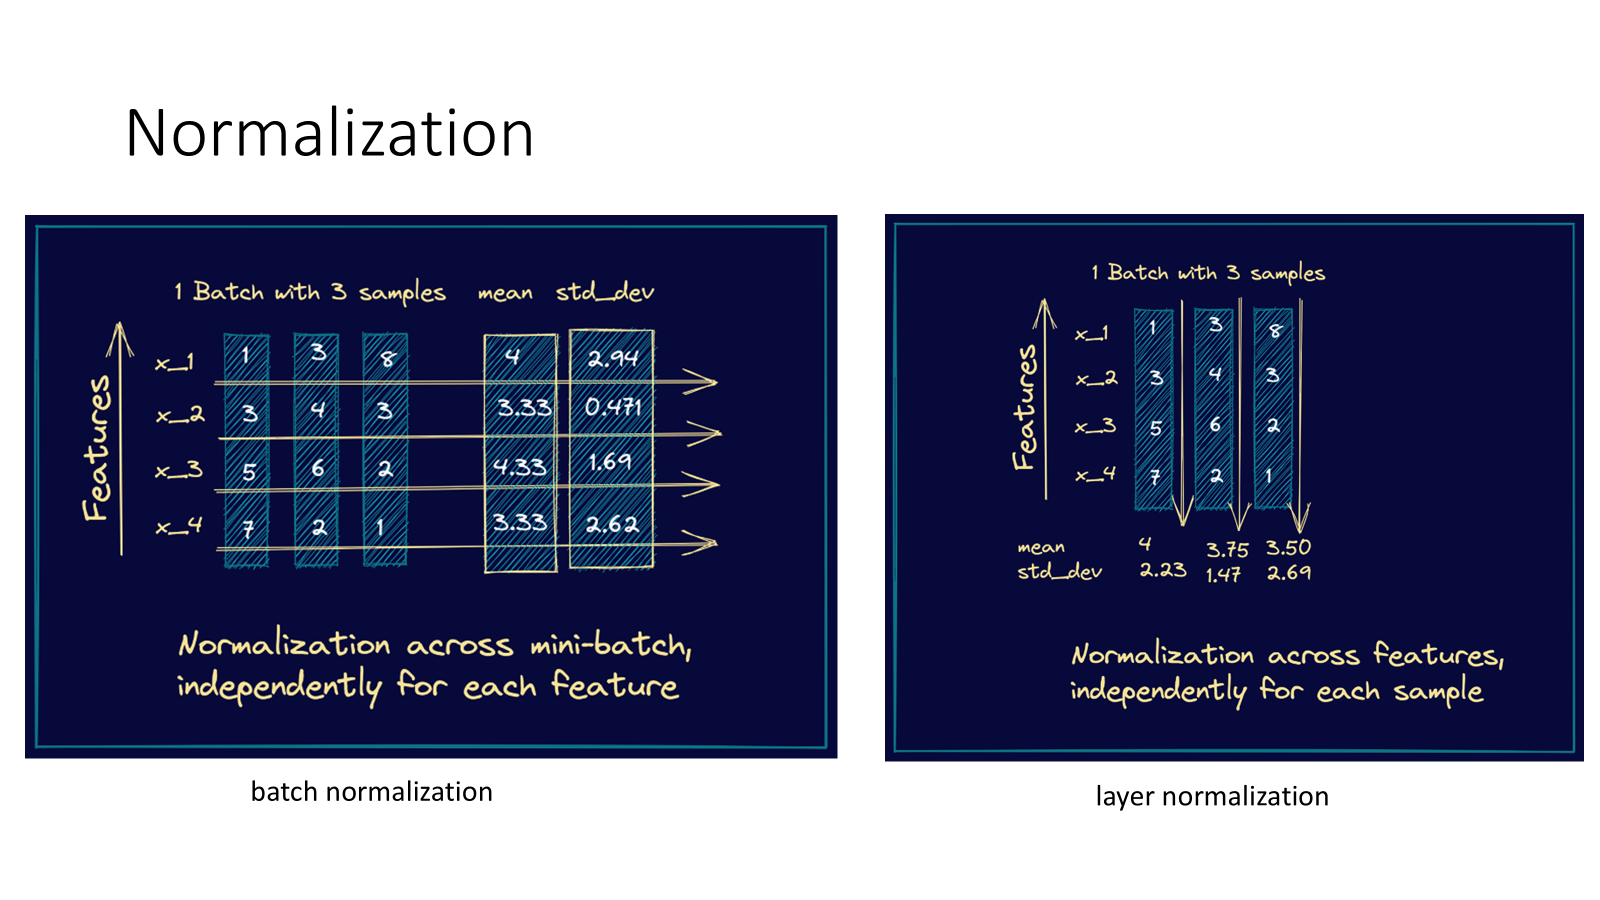 Normalization
1 Batch with 3 samples mean std_dev
Features
x_1 1 3 8 4 2.94
x_2 3 4 3 3.33 0.471
x_3 5 6 2 4.33 1.69
x_4 7 2 1 3.33 2.62
Normalization across mini-batch,
independently for each feature
batch normalization
1 Batch with 3 samples
Features
x_1 1 3 8
x_2 3 4 3
x_3 5 6 2
x_4 7 2 1
mean 4 3.75 3.50
std_dev 2.23 1.47 2.69
Normalization across features,
independently for each sample
layer normalization